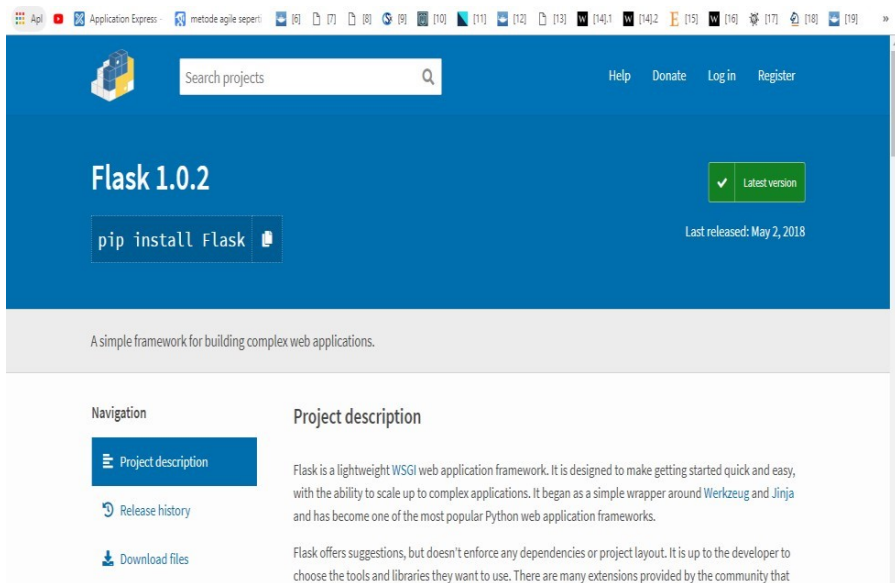 Apl Application Express - metode agile seperti [6] [7] [8] [9] [10] [11] [12] [13] [14].1 [14].2 [15] [16] [17] [18] [19] »
Search projects Help Donate Log in Register
Flask 1.0.2
Latest version
pip install Flask
Last released: May 2, 2018
A simple framework for building complex web applications.
Navigation
Project description
Release history
Download files
Project description
Flask is a lightweight WSGI web application framework. It is designed to make getting started quick and easy,
with the ability to scale up to complex applications. It began as a simple wrapper around Werkzeug and Jinja
and has become one of the most popular Python web application frameworks.
Flask offers suggestions, but doesn't enforce any dependencies or project layout. It is up to the developer to
choose the tools and libraries they want to use. There are many extensions provided by the community that